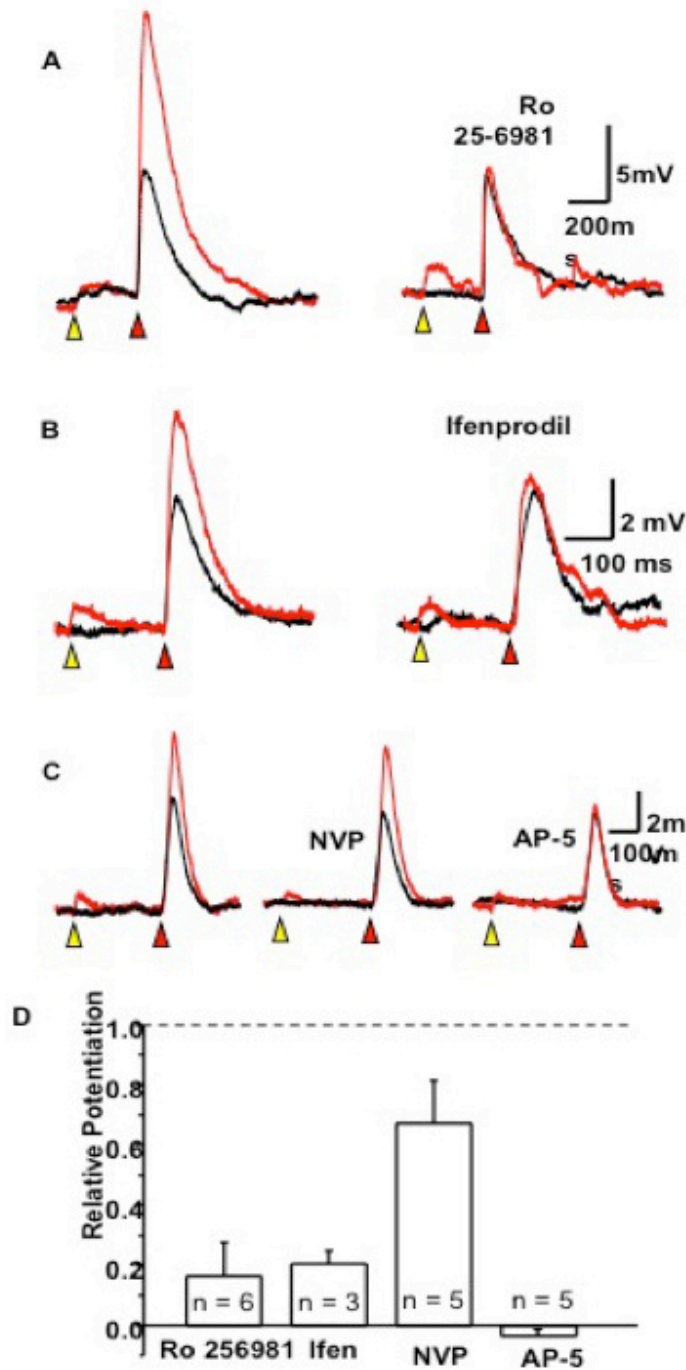 A
Ro
25-6981
5mV
200m
s
B
Ifenprodil
2 mV
100 ms
C
NVP
AP-5
2m
V
100m
s
D
Relative Potentiation
1.0
0.8
0.6
0.4
0.2
0.0
n = 6
n = 3
n = 5
n = 5
Ro 256981
Ifen
NVP
AP-5